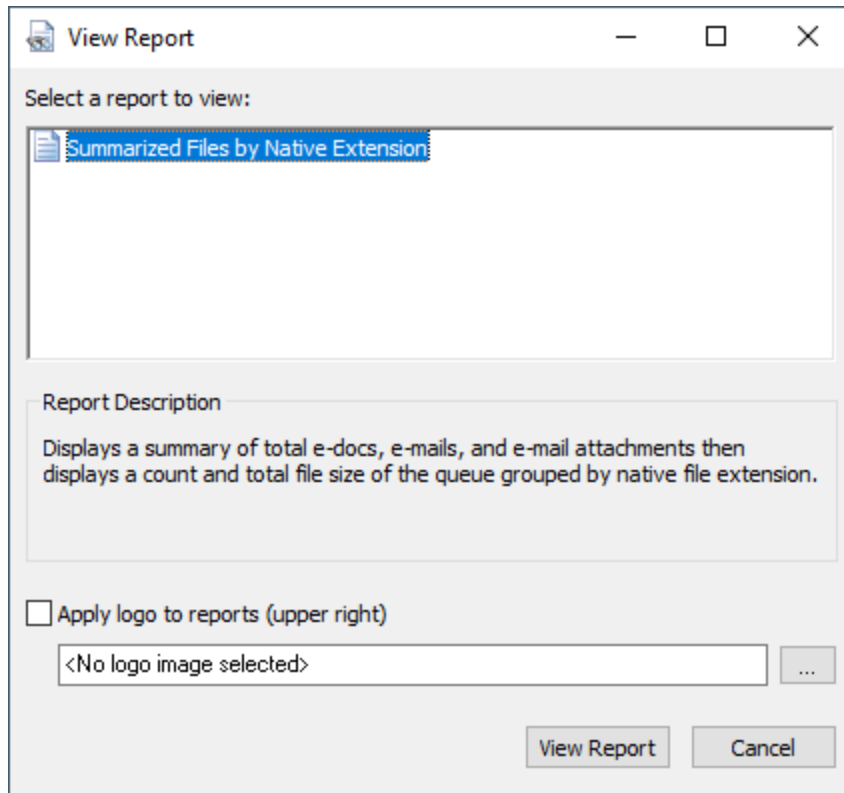 View Report
Select a report to view:
Summarized Files by Native Extension
Report Description
Displays a summary of total e-docs, e-mails, and e-mail attachments then
displays a count and total file size of the queue grouped by native file extension.
Apply logo to reports (upper right)
<No logo image selected>
...
View Report
Cancel